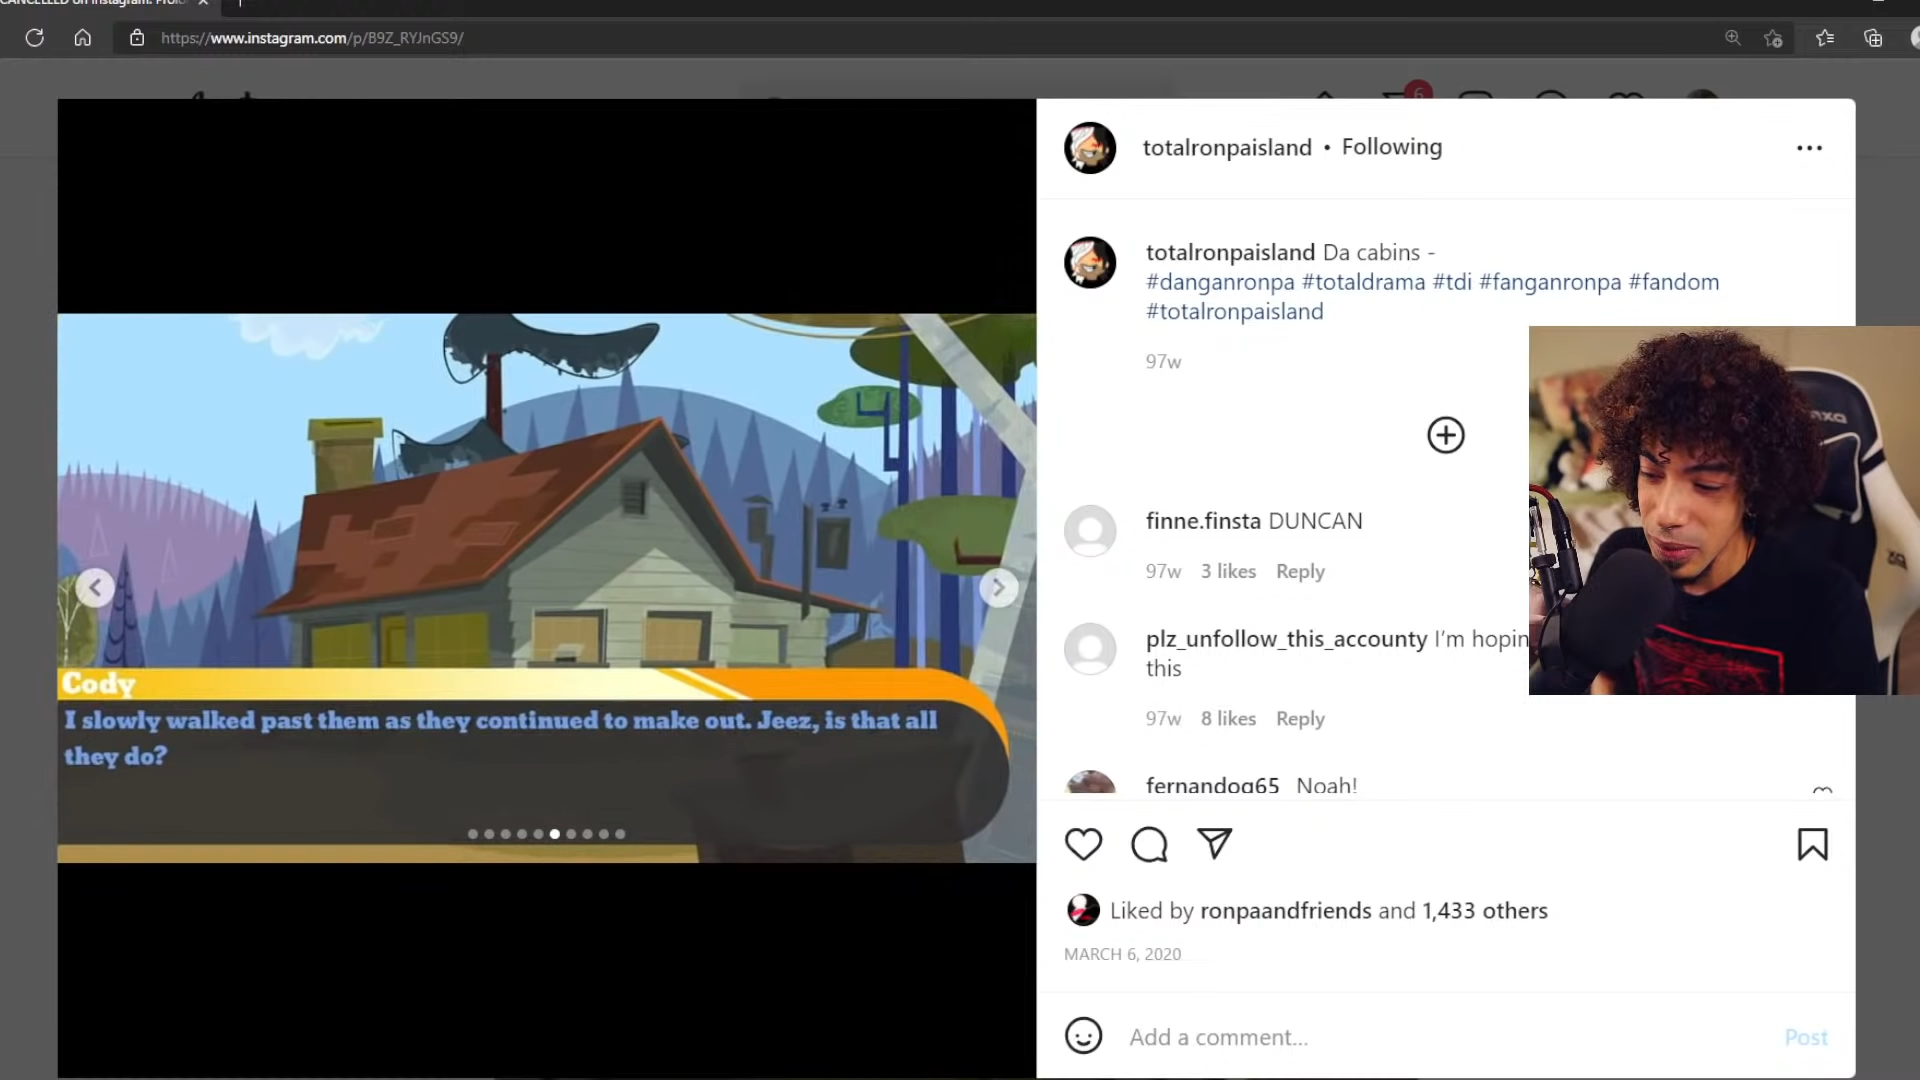 CANCELLED on Instagram: "Prolo
https://www.instagram.com/p/B9Z_RYJnGS9/
6
totalronpaisland • Following
totalronpaisland Da cabins -
#danganronpa #totaldrama #tdi #fanganronpa #fandom
#totalronpaisland
97w
finne.finsta DUNCAN
97w 3 likes Reply
plz_unfollow_this_accounty I'm hopin
this
97w 8 likes Reply
fernandog65 Noah!
Cody
I slowly walked past them as they continued to make out. Jeez, is that all
they do?
Liked by ronpaandfriends and 1,433 others
MARCH 6, 2020
Add a comment...
Post